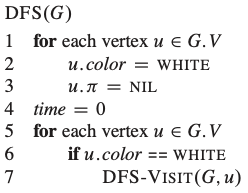 DFS(G)
1 for each vertex u ∈ G.V
2 u.color = WHITE
3 u.π = NIL
4 time = 0
5 for each vertex u ∈ G.V
6 if u.color == WHITE
7 DFS-VISIT(G, u)